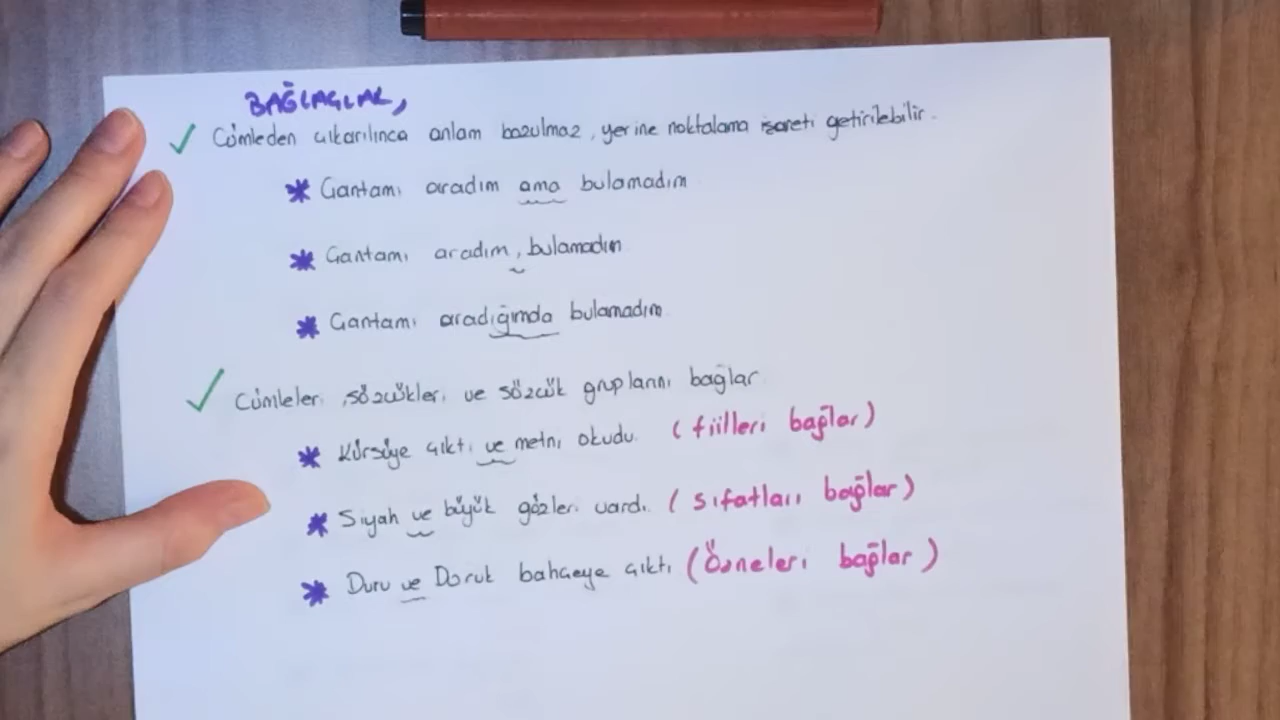 BAĞLAÇLAR,
Cümleden çıkarılınca anlam bozulmaz, yerine noktalama işareti getirilebilir.
Çantamı aradım ama bulamadım
Çantamı aradım, bulamadım
Çantamı aradığımda bulamadım
Cümleleri, sözcükleri ve sözcük gruplarını bağlar.
Kürsüye çıktı ve metni okudu. (fiilleri bağlar)
Siyah ve büyük gözleri vardı. (sıfatları bağlar)
Duru ve Doruk bahçeye çıktı (Özneleri bağlar)